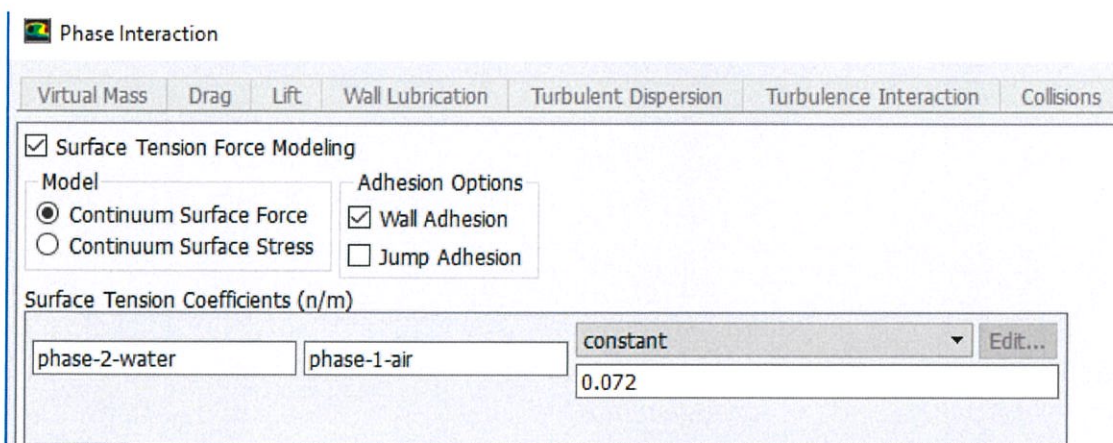 Phase Interaction
Virtual Mass Drag Lift Wall Lubrication Turbulent Dispersion Turbulence Interaction Collisions
Surface Tension Force Modeling
Model
Continuum Surface Force
Continuum Surface Stress
Adhesion Options
Wall Adhesion
Jump Adhesion
Surface Tension Coefficients (n/m)
phase-2-water phase-1-air constant Edit...
0.072